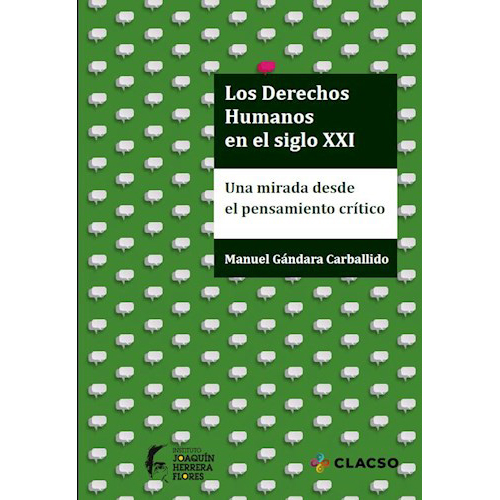 Los Derechos
Humanos
en el siglo XXI
Una mirada desde
el pensamiento crítico
Manuel Gándara Carballido
INSTITUTO
JOAQUÍN
HERRERA
FLORES
CLACSO